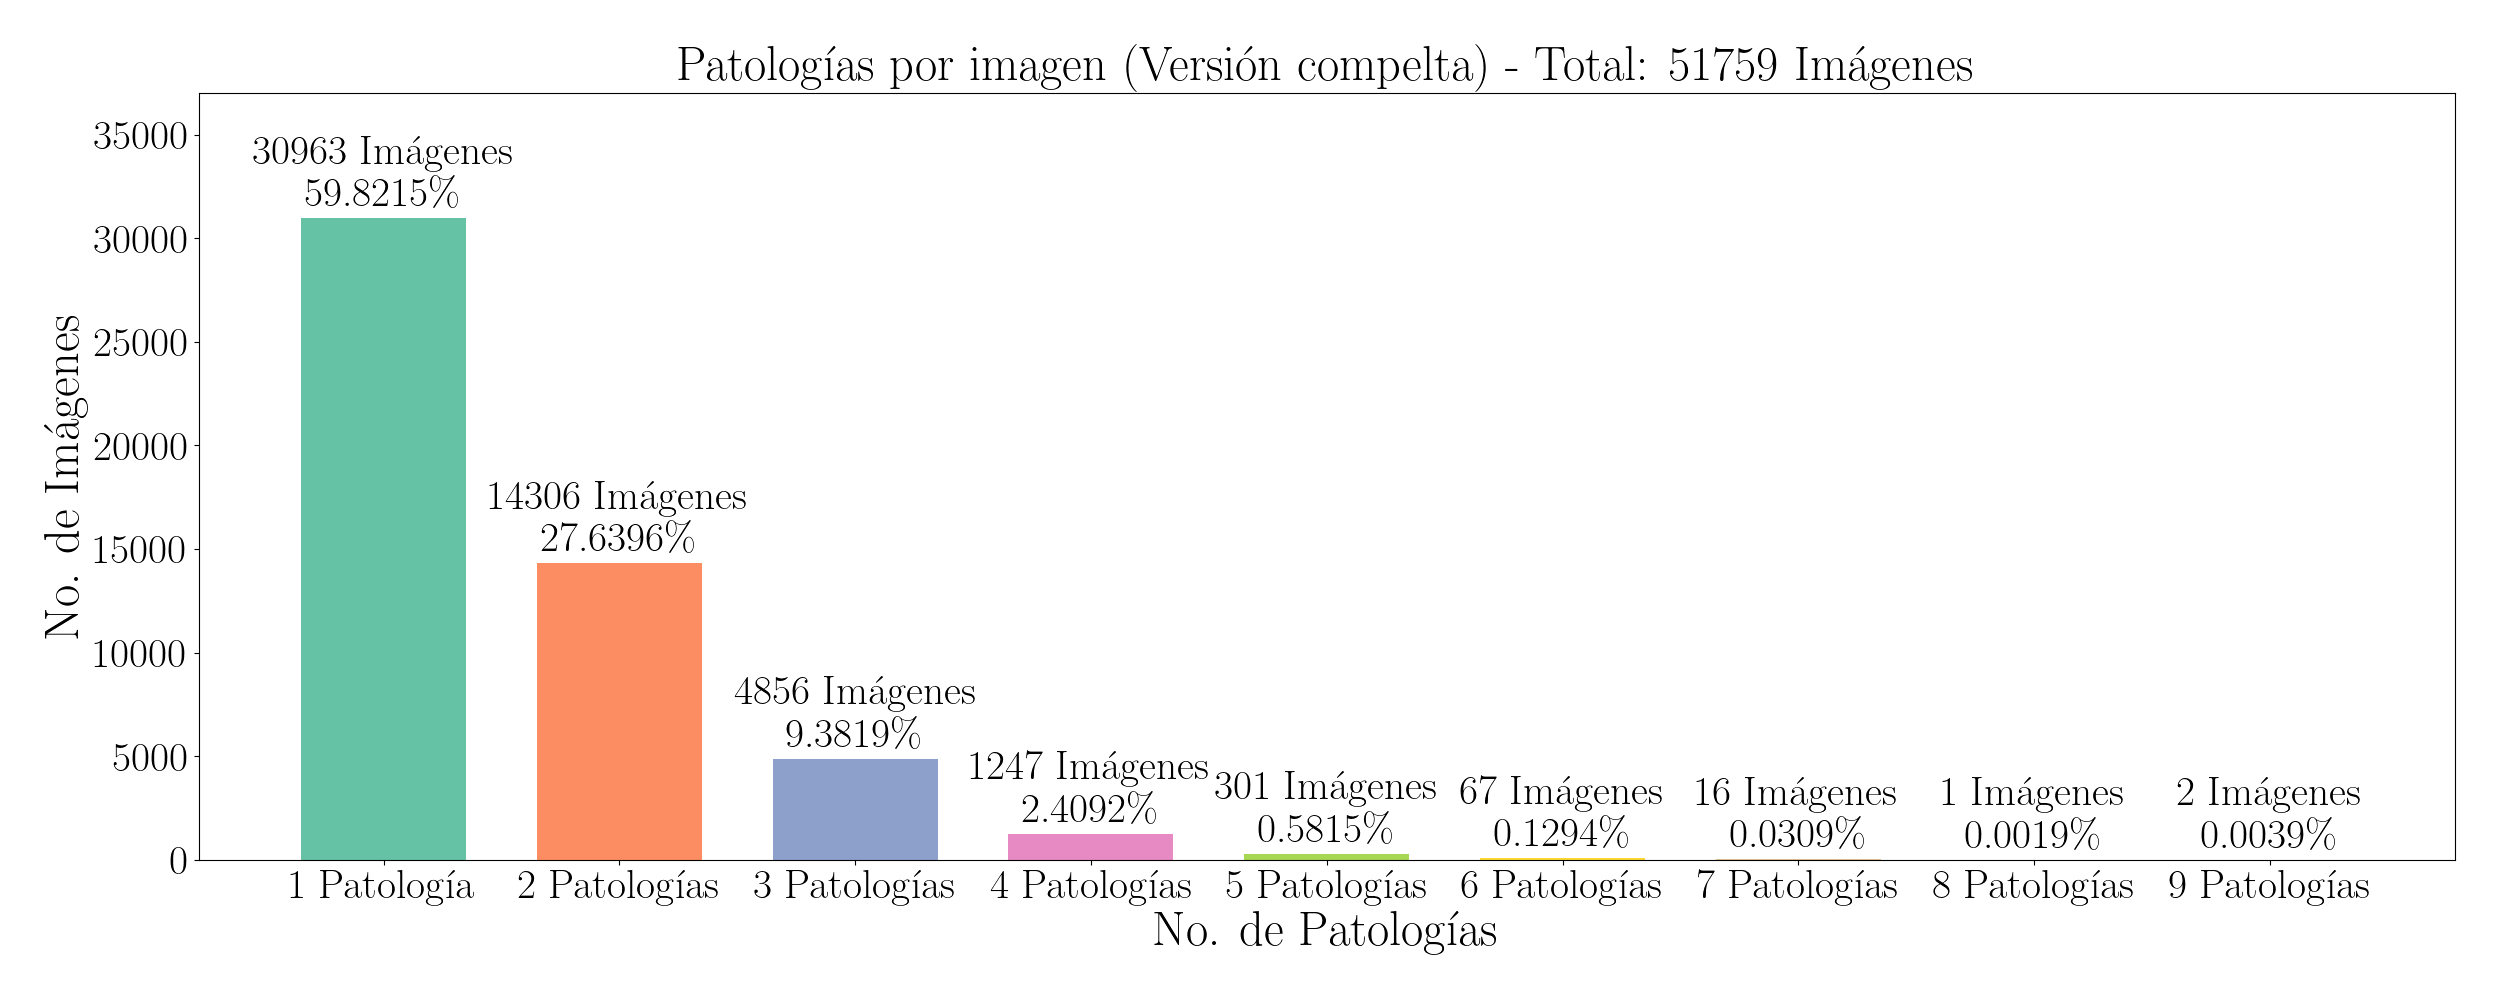 Patologías por imagen (Versión compelta) - Total: 51759 Imágenes
No. de Imágenes
35000
30000
25000
20000
15000
10000
5000
0
30963 Imágenes
59.8215%
14306 Imágenes
27.6396%
4856 Imágenes
9.3819%
1247 Imágenes
2.4092%
301 Imágenes
0.5815%
67 Imágenes
0.1294%
16 Imágenes
0.0309%
1 Imágenes
0.0019%
2 Imágenes
0.0039%
1 Patología
2 Patologías
3 Patologías
4 Patologías
5 Patologías
6 Patologías
7 Patologías
8 Patologías
9 Patologías
No. de Patologías